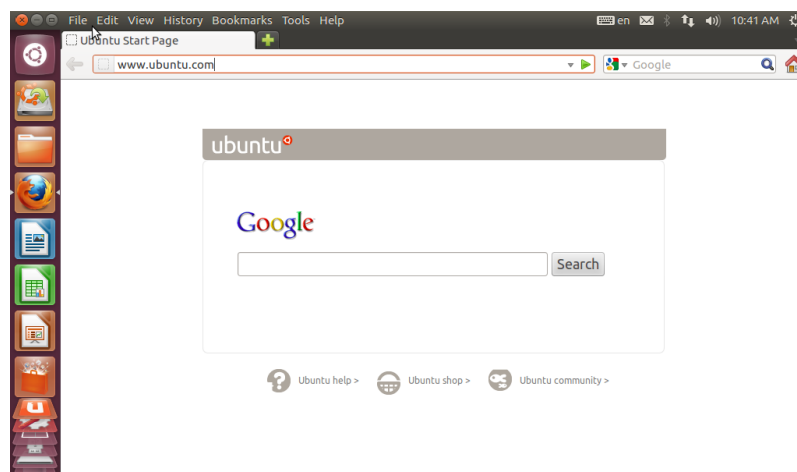 File Edit View History Bookmarks Tools Help en 10:41 AM
Ubuntu Start Page
www.ubuntu.com Google
ubuntu
Google
Search
Ubuntu help > Ubuntu shop > Ubuntu community >